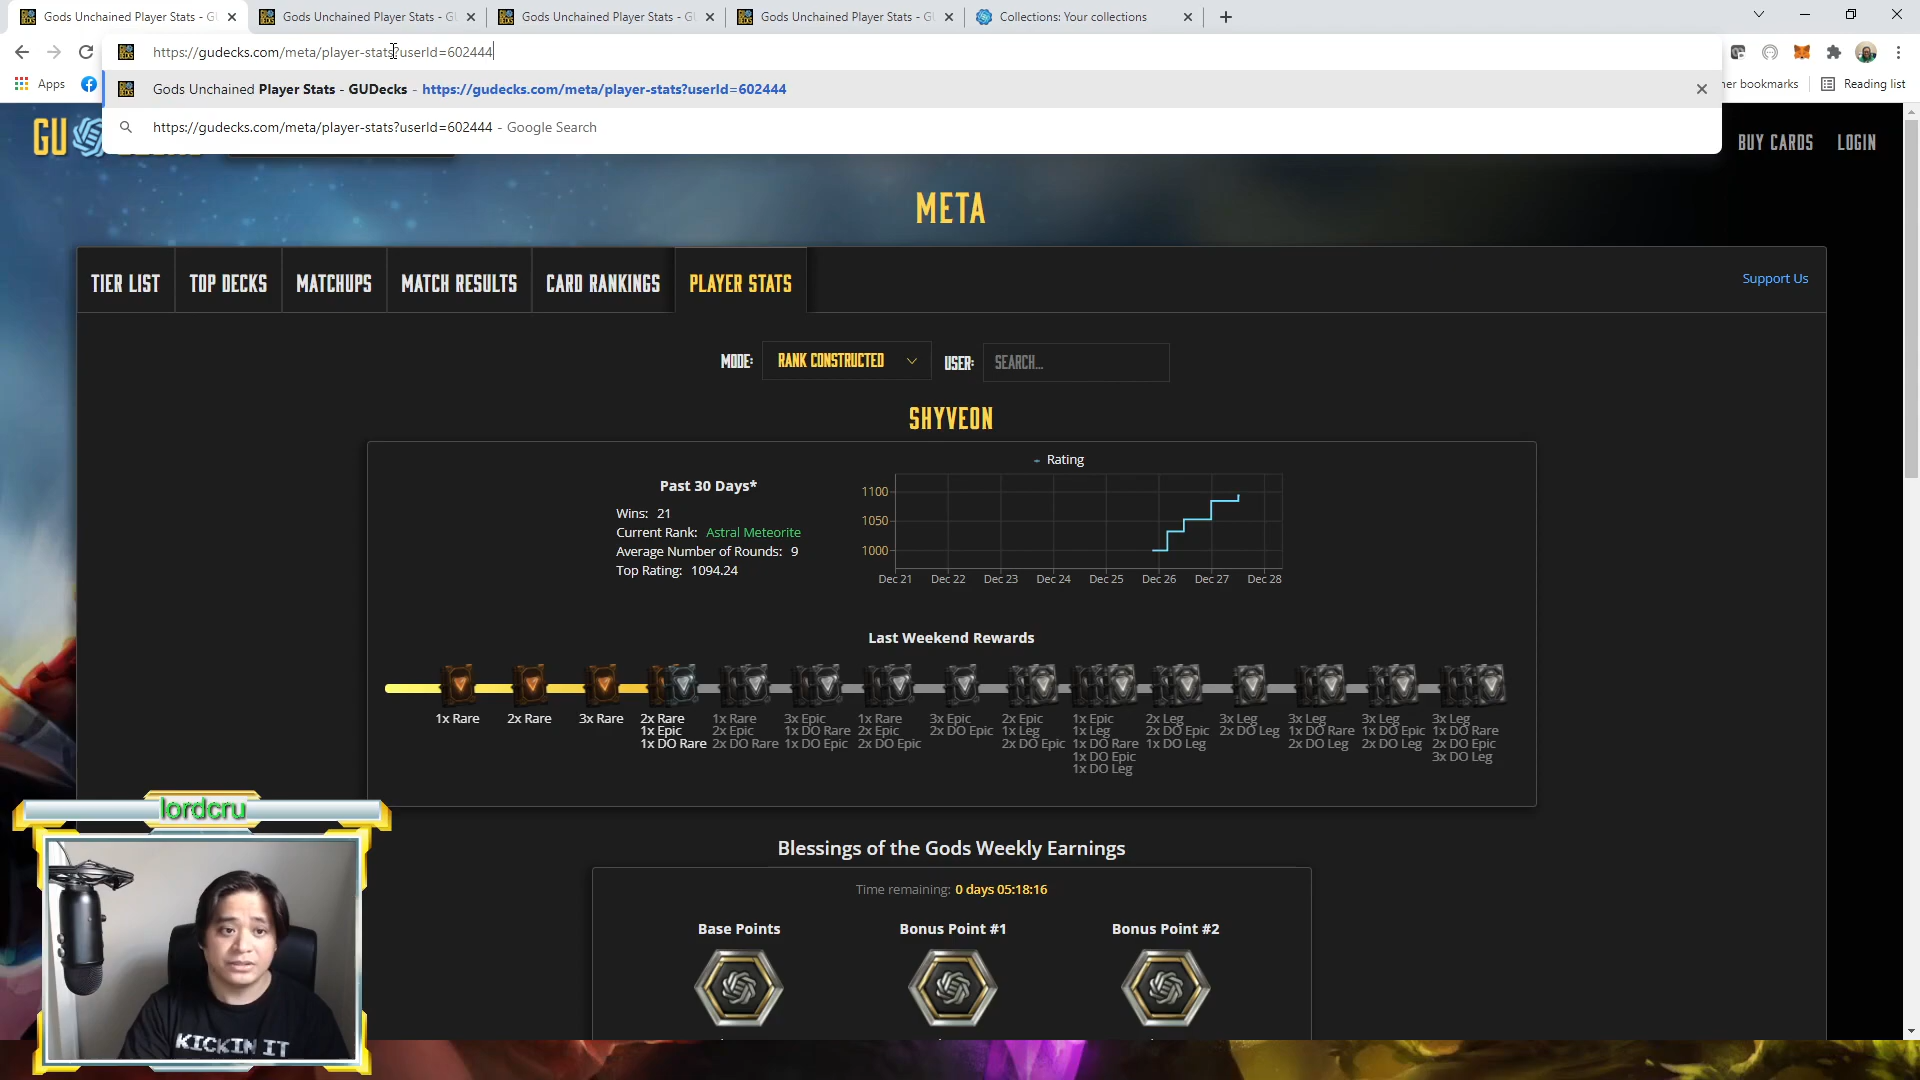 Gods Unchained Player Stats - G
Gods Unchained Player Stats - G
Gods Unchained Player Stats - G
Gods Unchained Player Stats - G
Collections: Your collections
https://gudecks.com/meta/player-stats?userId=602444
Apps
Gods Unchained Player Stats - GUDecks - https://gudecks.com/meta/player-stats?userId=602444
her bookmarks
Reading list
https://gudecks.com/meta/player-stats?userId=602444 - Google Search
GU
BUY CARDS
LOGIN
META
TIER LIST
TOP DECKS
MATCHUPS
MATCH RESULTS
CARD RANKINGS
PLAYER STATS
Support Us
MODE:
RANK CONSTRUCTED
USER:
SEARCH...
SHYVEON
Past 30 Days*
Wins: 21
Current Rank: Astral Meteorite
Average Number of Rounds: 9
Top Rating: 1094.24
Rating
1100
1050
1000
Dec 21 Dec 22 Dec 23 Dec 24 Dec 25 Dec 26 Dec 27 Dec 28
Last Weekend Rewards
1x Rare
2x Rare
3x Rare
2x Rare
1x Epic
1x DO Rare
1x Rare
2x Epic
2x DO Rare
3x Epic
1x DO Rare
1x DO Epic
1x Rare
2x Epic
2x DO Epic
3x Epic
2x DO Epic
2x Epic
1x Leg
2x DO Epic
1x Epic
1x Leg
1x DO Rare
1x DO Epic
1x DO Leg
2x Leg
2x DO Epic
1x DO Leg
3x Leg
2x DO Leg
3x Leg
1x DO Rare
2x DO Leg
3x Leg
1x DO Epic
2x DO Leg
3x Leg
1x DO Rare
2x DO Epic
3x DO Leg
Blessings of the Gods Weekly Earnings
Time remaining: 0 days 05:18:16
Base Points
Bonus Point #1
Bonus Point #2
lordcru
KICKIN IT